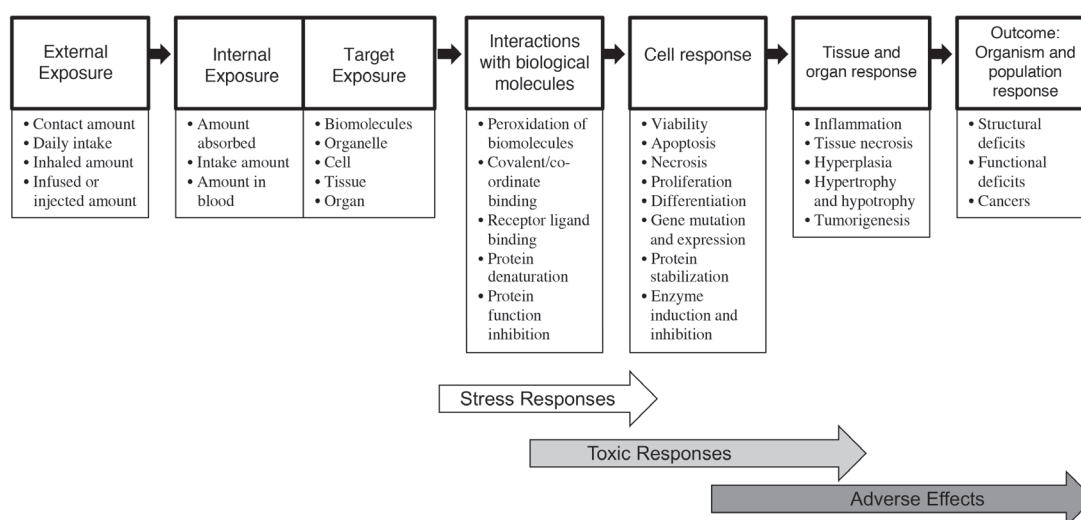 External
Exposure
• Contact amount
• Daily intake
• Inhaled amount
• Infused or
injected amount
Internal
Exposure
• Amount
absorbed
• Intake amount
• Amount in
blood
Target
Exposure
• Biomolecules
• Organelle
• Cell
• Tissue
• Organ
Interactions
with biological
molecules
• Peroxidation of
biomolecules
• Covalent/co-
ordinate
binding
• Receptor ligand
binding
• Protein
denaturation
• Protein
function
inhibition
Cell response
• Viability
• Apoptosis
• Necrosis
• Proliferation
• Differentiation
• Gene mutation
and expression
• Protein
stabilization
• Enzyme
induction and
inhibition
Tissue and
organ response
• Inflammation
• Tissue necrosis
• Hyperplasia
• Hypertrophy
and hypotrophy
• Tumorigenesis
Outcome:
Organism and
population
response
• Structural
deficits
• Functional
deficits
• Cancers
Stress Responses
Toxic Responses
Adverse Effects